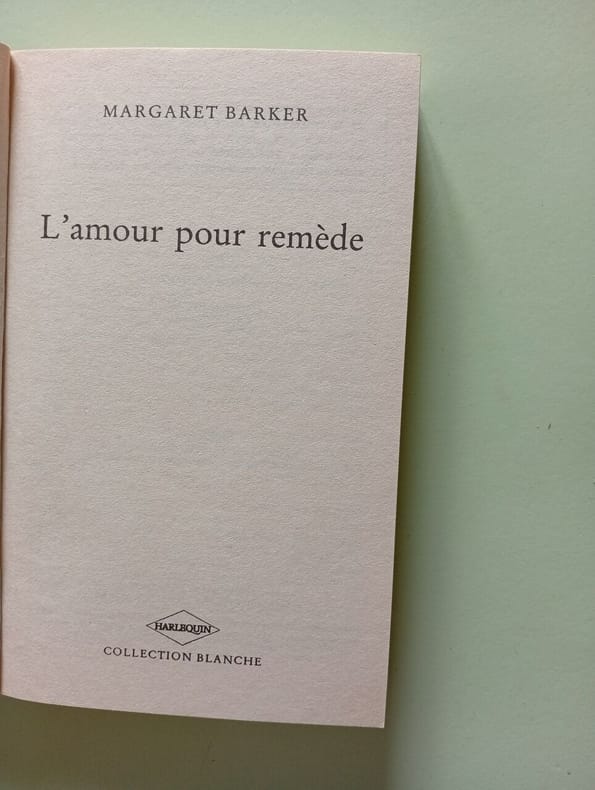 MARGARET BARKER
L'amour pour remède
HARLEQUIN
COLLECTION BLANCHE